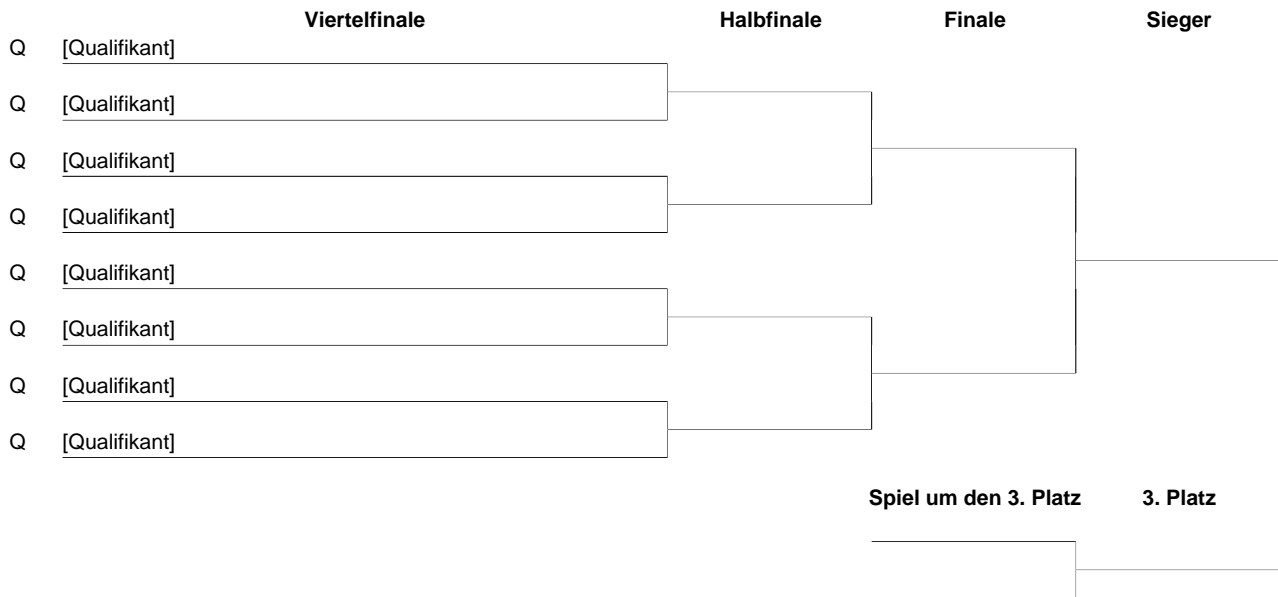 Viertelfinale Halbfinale Finale Sieger
Q [Qualifikant]
Q [Qualifikant]
Q [Qualifikant]
Q [Qualifikant]
Q [Qualifikant]
Q [Qualifikant]
Q [Qualifikant]
Q [Qualifikant]
Spiel um den 3. Platz 3. Platz